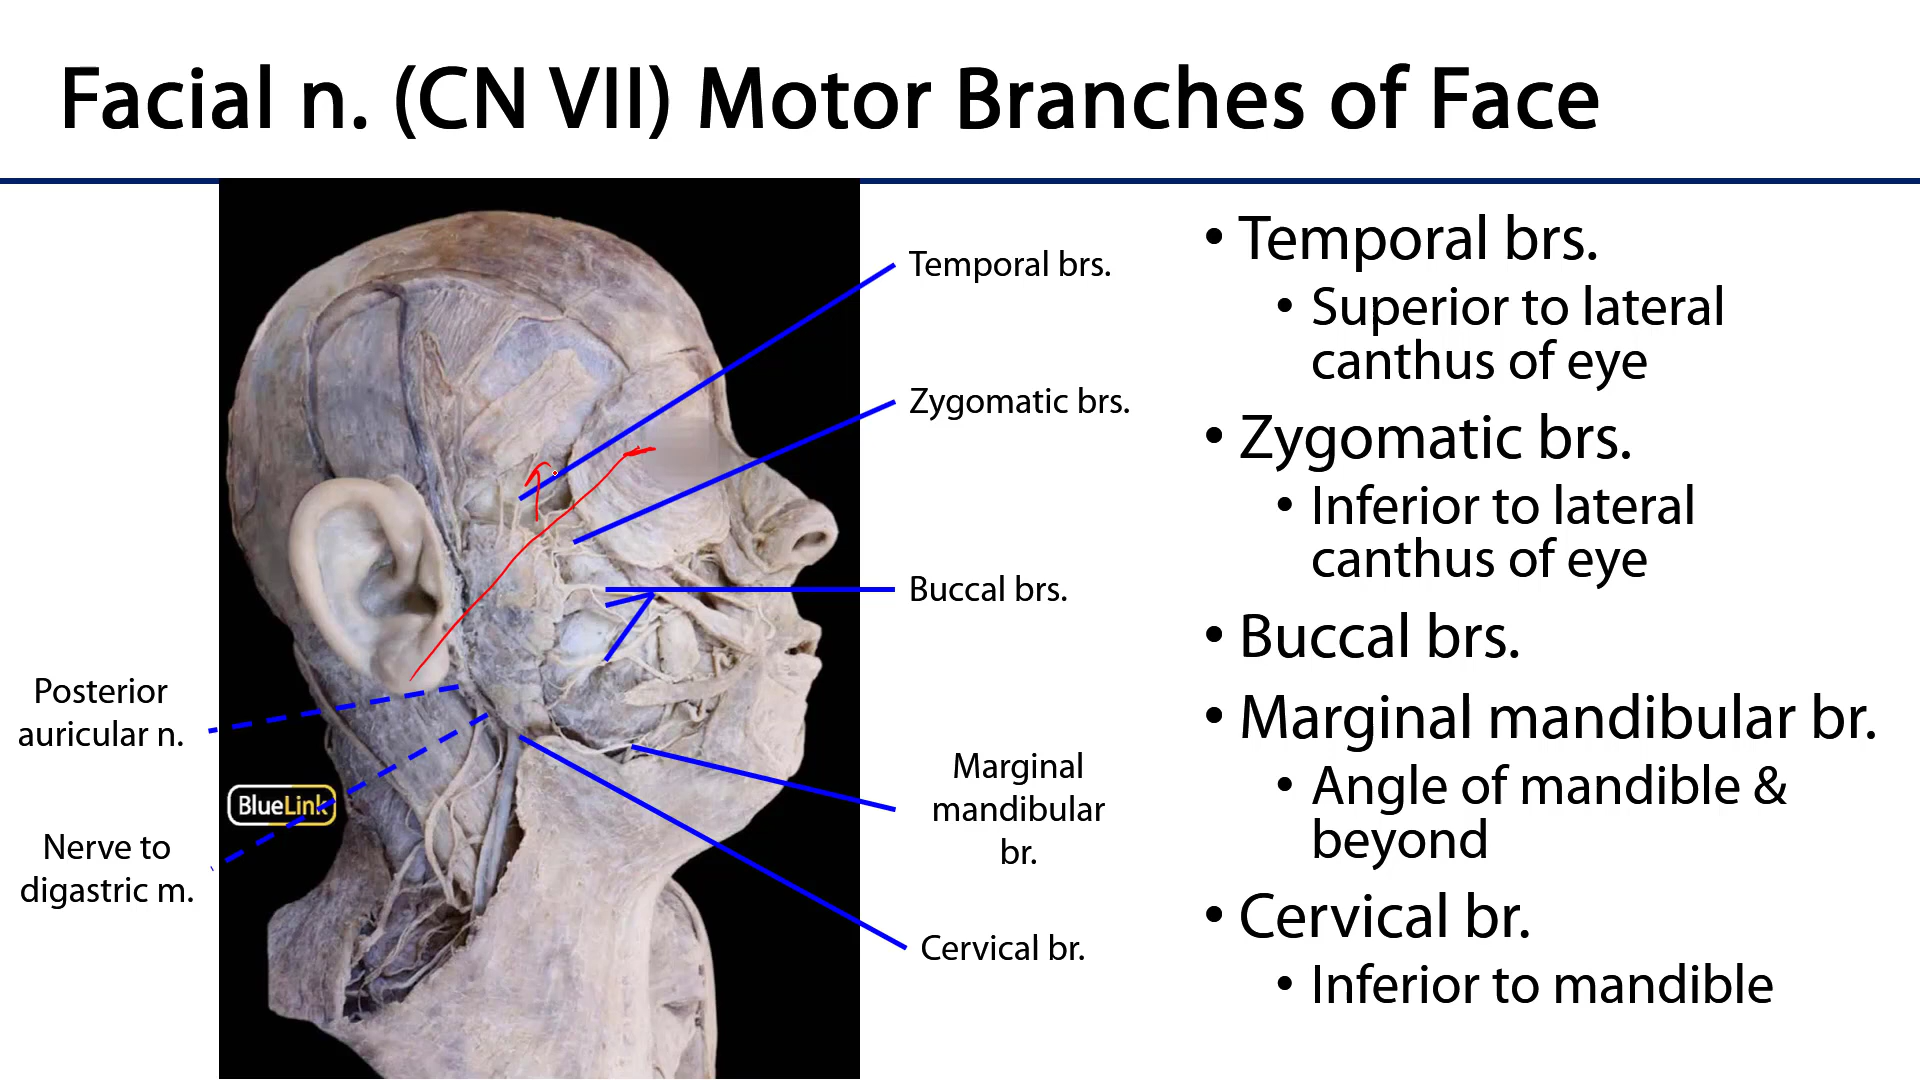 Facial n. (CN VII) Motor Branches of Face
Temporal brs.
Zygomatic brs.
Buccal brs.
Marginal
mandibular
br.
Cervical br.
Posterior
auricular n.
Nerve to
digastric m.
BlueLink
• Temporal brs.
• Superior to lateral
canthus of eye
• Zygomatic brs.
• Inferior to lateral
canthus of eye
• Buccal brs.
• Marginal mandibular br.
• Angle of mandible &
beyond
• Cervical br.
• Inferior to mandible